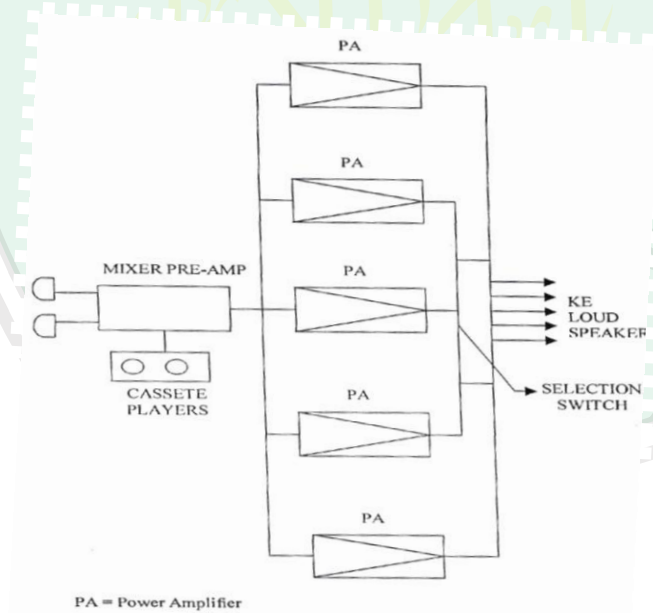 PA
PA
PA
MIXER PRE-AMP
KE
LOUD
SPEAKER
CASSETE
PLAYERS
SELECTION
SWITCH
PA
PA
PA = Power Amplifier